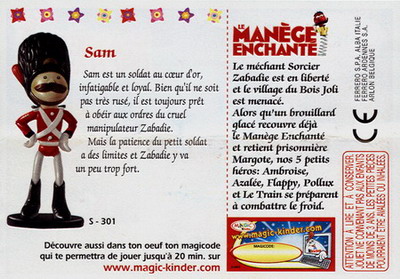 Sam
Sam est un soldat au cœur d'or,
infatigable et loyal. Bien qu'il ne soit
pas très rusé, il est toujours prêt
à obéir aux ordres du cruel
manipulateur Zabadie.
Mais la patience du petit soldat
a des limites et Zabadie y va
un peu trop fort.
S - 301
Découvre aussi dans ton oeuf ton magicode
qui te permettra de jouer jusqu'à 20 min. sur
www.magic-kinder.com
LE MANÈGE
ENCHANTÉ
Le méchant Sorcier
Zabadie est en liberté
et le village du Bois Joli
est menacé.
Alors qu'un brouillard
glacé recouvre déjà
le Manège Enchanté
et retient prisonnière
Margote, nos 5 petits
héros: Ambroise,
Azalée, Flappy, Pollux
et Le Train se préparent
à combattre le froid.
www.magic-kinder.com
MAGICODE:
FERRERO S.P.A. ALBA ITALIE
FERRERO ARDENNES S.A.
ARLON BELGIQUE
CE
ATTENTION, A LIRE ET A CONSERVER:
JOUET NE CONVENANT PAS AUX ENFANTS
DE MOINS DE 3 ANS. LES PETITES PIÈCES
POURRAIENT ÊTRE AVALÉES OU INHALÉES.